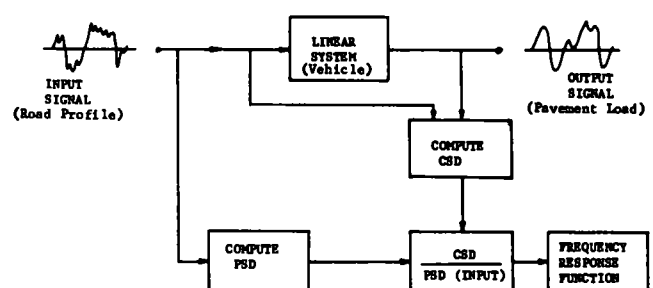 LINEAR
SYSTEM
(Vehicle)
INPUT
SIGNAL
(Road Profile)
OUTPUT
SIGNAL
(Pavement Load)
COMPUTE
CSD
COMPUTE
PSD
CSD
PSD (INPUT)
FREQUENCY
RESPONSE
FUNCTION